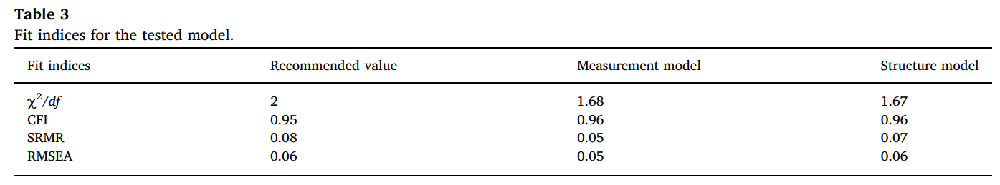 Table 3
Fit indices for the tested model.
Fit indices Recommended value Measurement model Structure model
χ²/df 2 1.68 1.67
CFI 0.95 0.96 0.96
SRMR 0.08 0.05 0.07
RMSEA 0.06 0.05 0.06